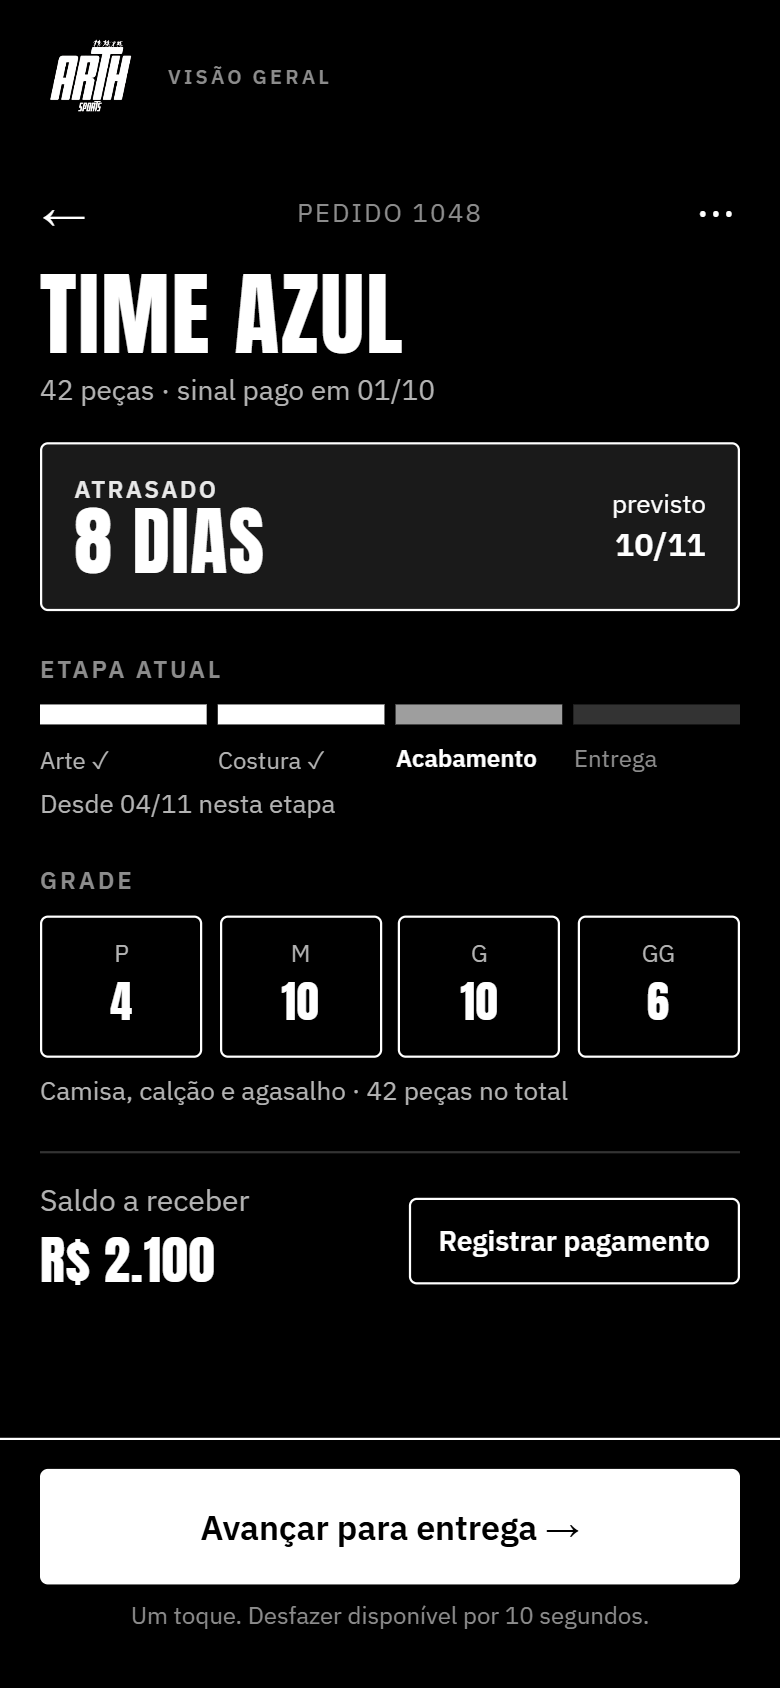 ARTH
SPORTS
VISÃO GERAL
← PEDIDO 1048 ...
TIME AZUL
42 peças · sinal pago em 01/10
ATRASADO
8 DIAS
previsto
10/11
ETAPA ATUAL
Arte ✓ Costura ✓ Acabamento Entrega
Desde 04/11 nesta etapa
GRADE
P M G GG
4 10 10 6
Camisa, calção e agasalho · 42 peças no total
Saldo a receber
R$ 2.100
Registrar pagamento
Avançar para entrega →
Um toque. Desfazer disponível por 10 segundos.